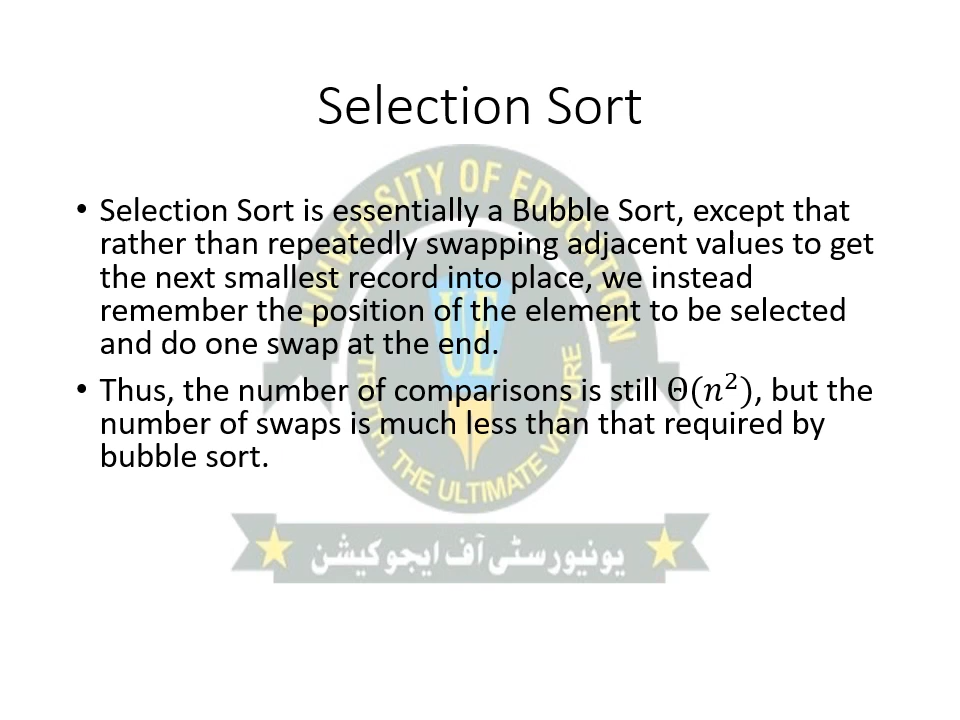 Selection Sort
• Selection Sort is essentially a Bubble Sort, except that
rather than repeatedly swapping adjacent values to get
the next smallest record into place, we instead
remember the position of the element to be selected
and do one swap at the end.
• Thus, the number of comparisons is still Θ(𝑛²), but the
number of swaps is much less than that required by
bubble sort.
UNIVERSITY OF EDUCATION
UE
TRUTH, THE ULTIMATE VIRTURE
یونیورسٹی آف ایجوکیشن